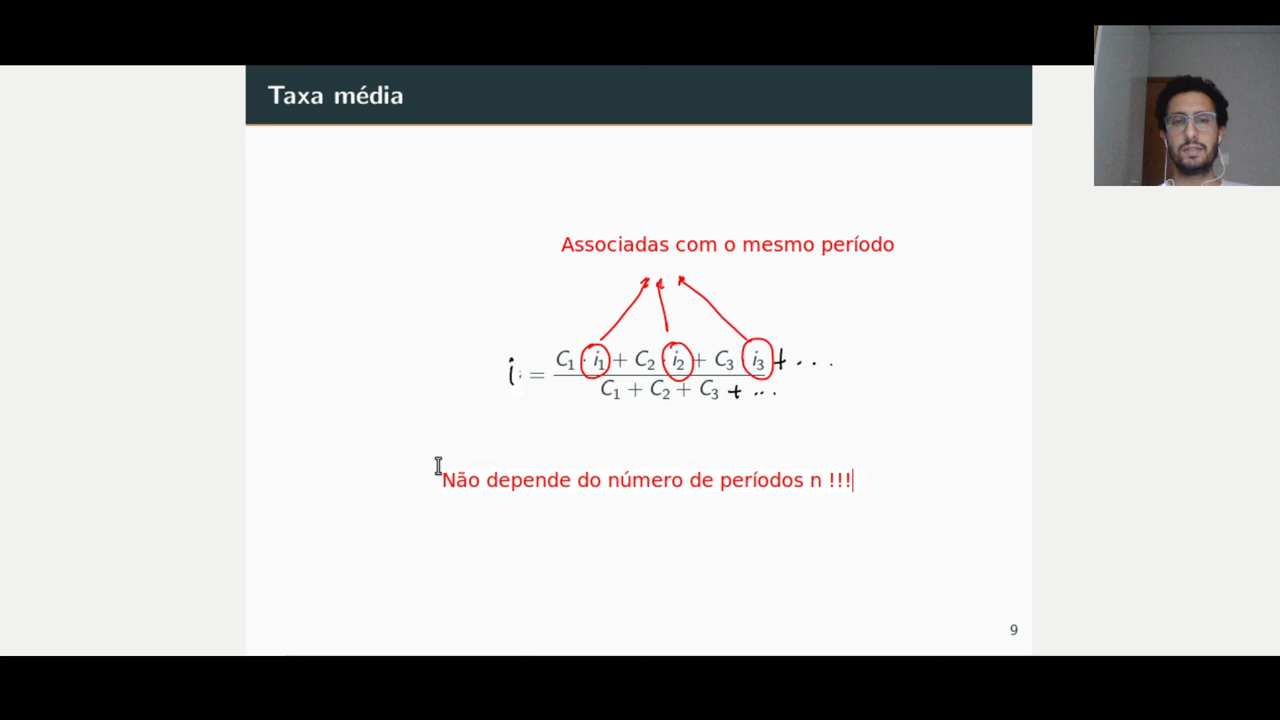 Taxa média
Associadas com o mesmo período
i = (C₁ · i₁ + C₂ · i₂ + C₃ · i₃ + ...) / (C₁ + C₂ + C₃ + ...)
Não depende do número de períodos n !!!
9